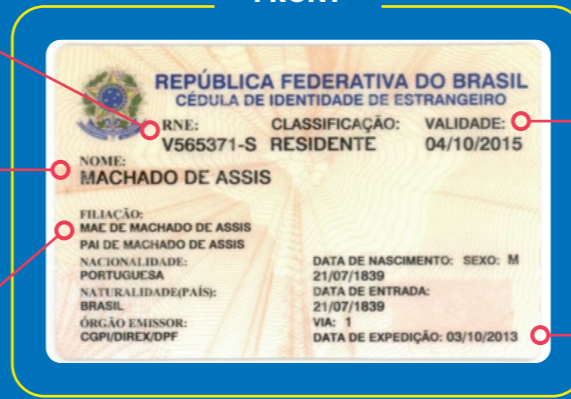 FRONT
REPÚBLICA FEDERATIVA DO BRASIL
CÉDULA DE IDENTIDADE DE ESTRANGEIRO
RNE: CLASSIFICAÇÃO: VALIDADE:
V565371-S RESIDENTE 04/10/2015
NOME:
MACHADO DE ASSIS
FILIAÇÃO:
MAE DE MACHADO DE ASSIS
PAI DE MACHADO DE ASSIS
NACIONALIDADE: DATA DE NASCIMENTO: SEXO: M
PORTUGUESA 21/07/1839
NATURALIDADE(PAÍS): DATA DE ENTRADA:
BRASIL 21/07/1839
ÓRGÃO EMISSOR: VIA: 1
CGPI/DIREX/DPF DATA DE EXPEDIÇÃO: 03/10/2013